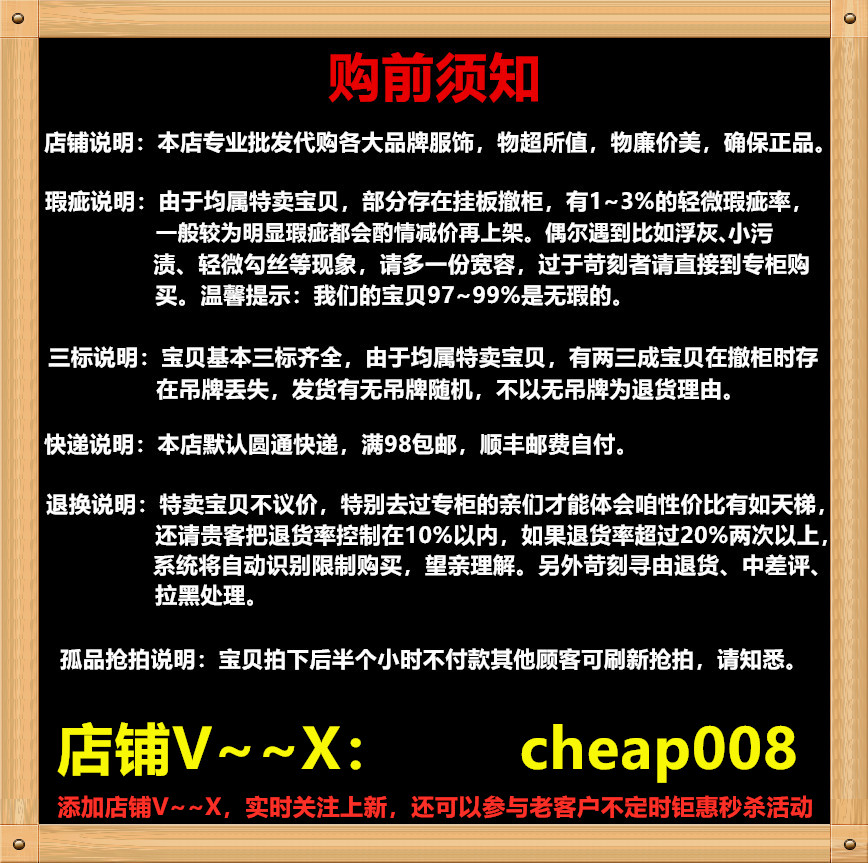 购前须知
店铺说明：本店专业批发代购各大品牌服饰，物超所值，物廉价美，确保正品。
瑕疵说明：由于均属特卖宝贝，部分存在挂板撤柜，有1~3%的轻微瑕疵率，
一般较为明显瑕疵都会酌情减价再上架。偶尔遇到比如浮灰、小污
渍、轻微勾丝等现象，请多一份宽容，过于苛刻者请直接到专柜购
买。温馨提示：我们的宝贝97~99%是无瑕的。
三标说明：宝贝基本三标齐全，由于均属特卖宝贝，有两三成宝贝在撤柜时存
在吊牌丢失，发货有无吊牌随机，不以无吊牌为退货理由。
快递说明：本店默认圆通快递，满98包邮，顺丰邮费自付。
退换说明：特卖宝贝不议价，特别去过专柜的亲们才能体会咱性价比有如天梯，
还请贵客把退货率控制在10%以内，如果退货率超过20%两次以上，
系统将自动识别限制购买，望亲理解。另外苛刻寻由退货、中差评、
拉黑处理。
孤品抢拍说明：宝贝拍下后半个小时不付款其他顾客可刷新抢拍，请知悉。
店铺V~~X： cheap008
添加店铺V~~X，实时关注上新，还可以参与老客户不定时钜惠秒杀活动